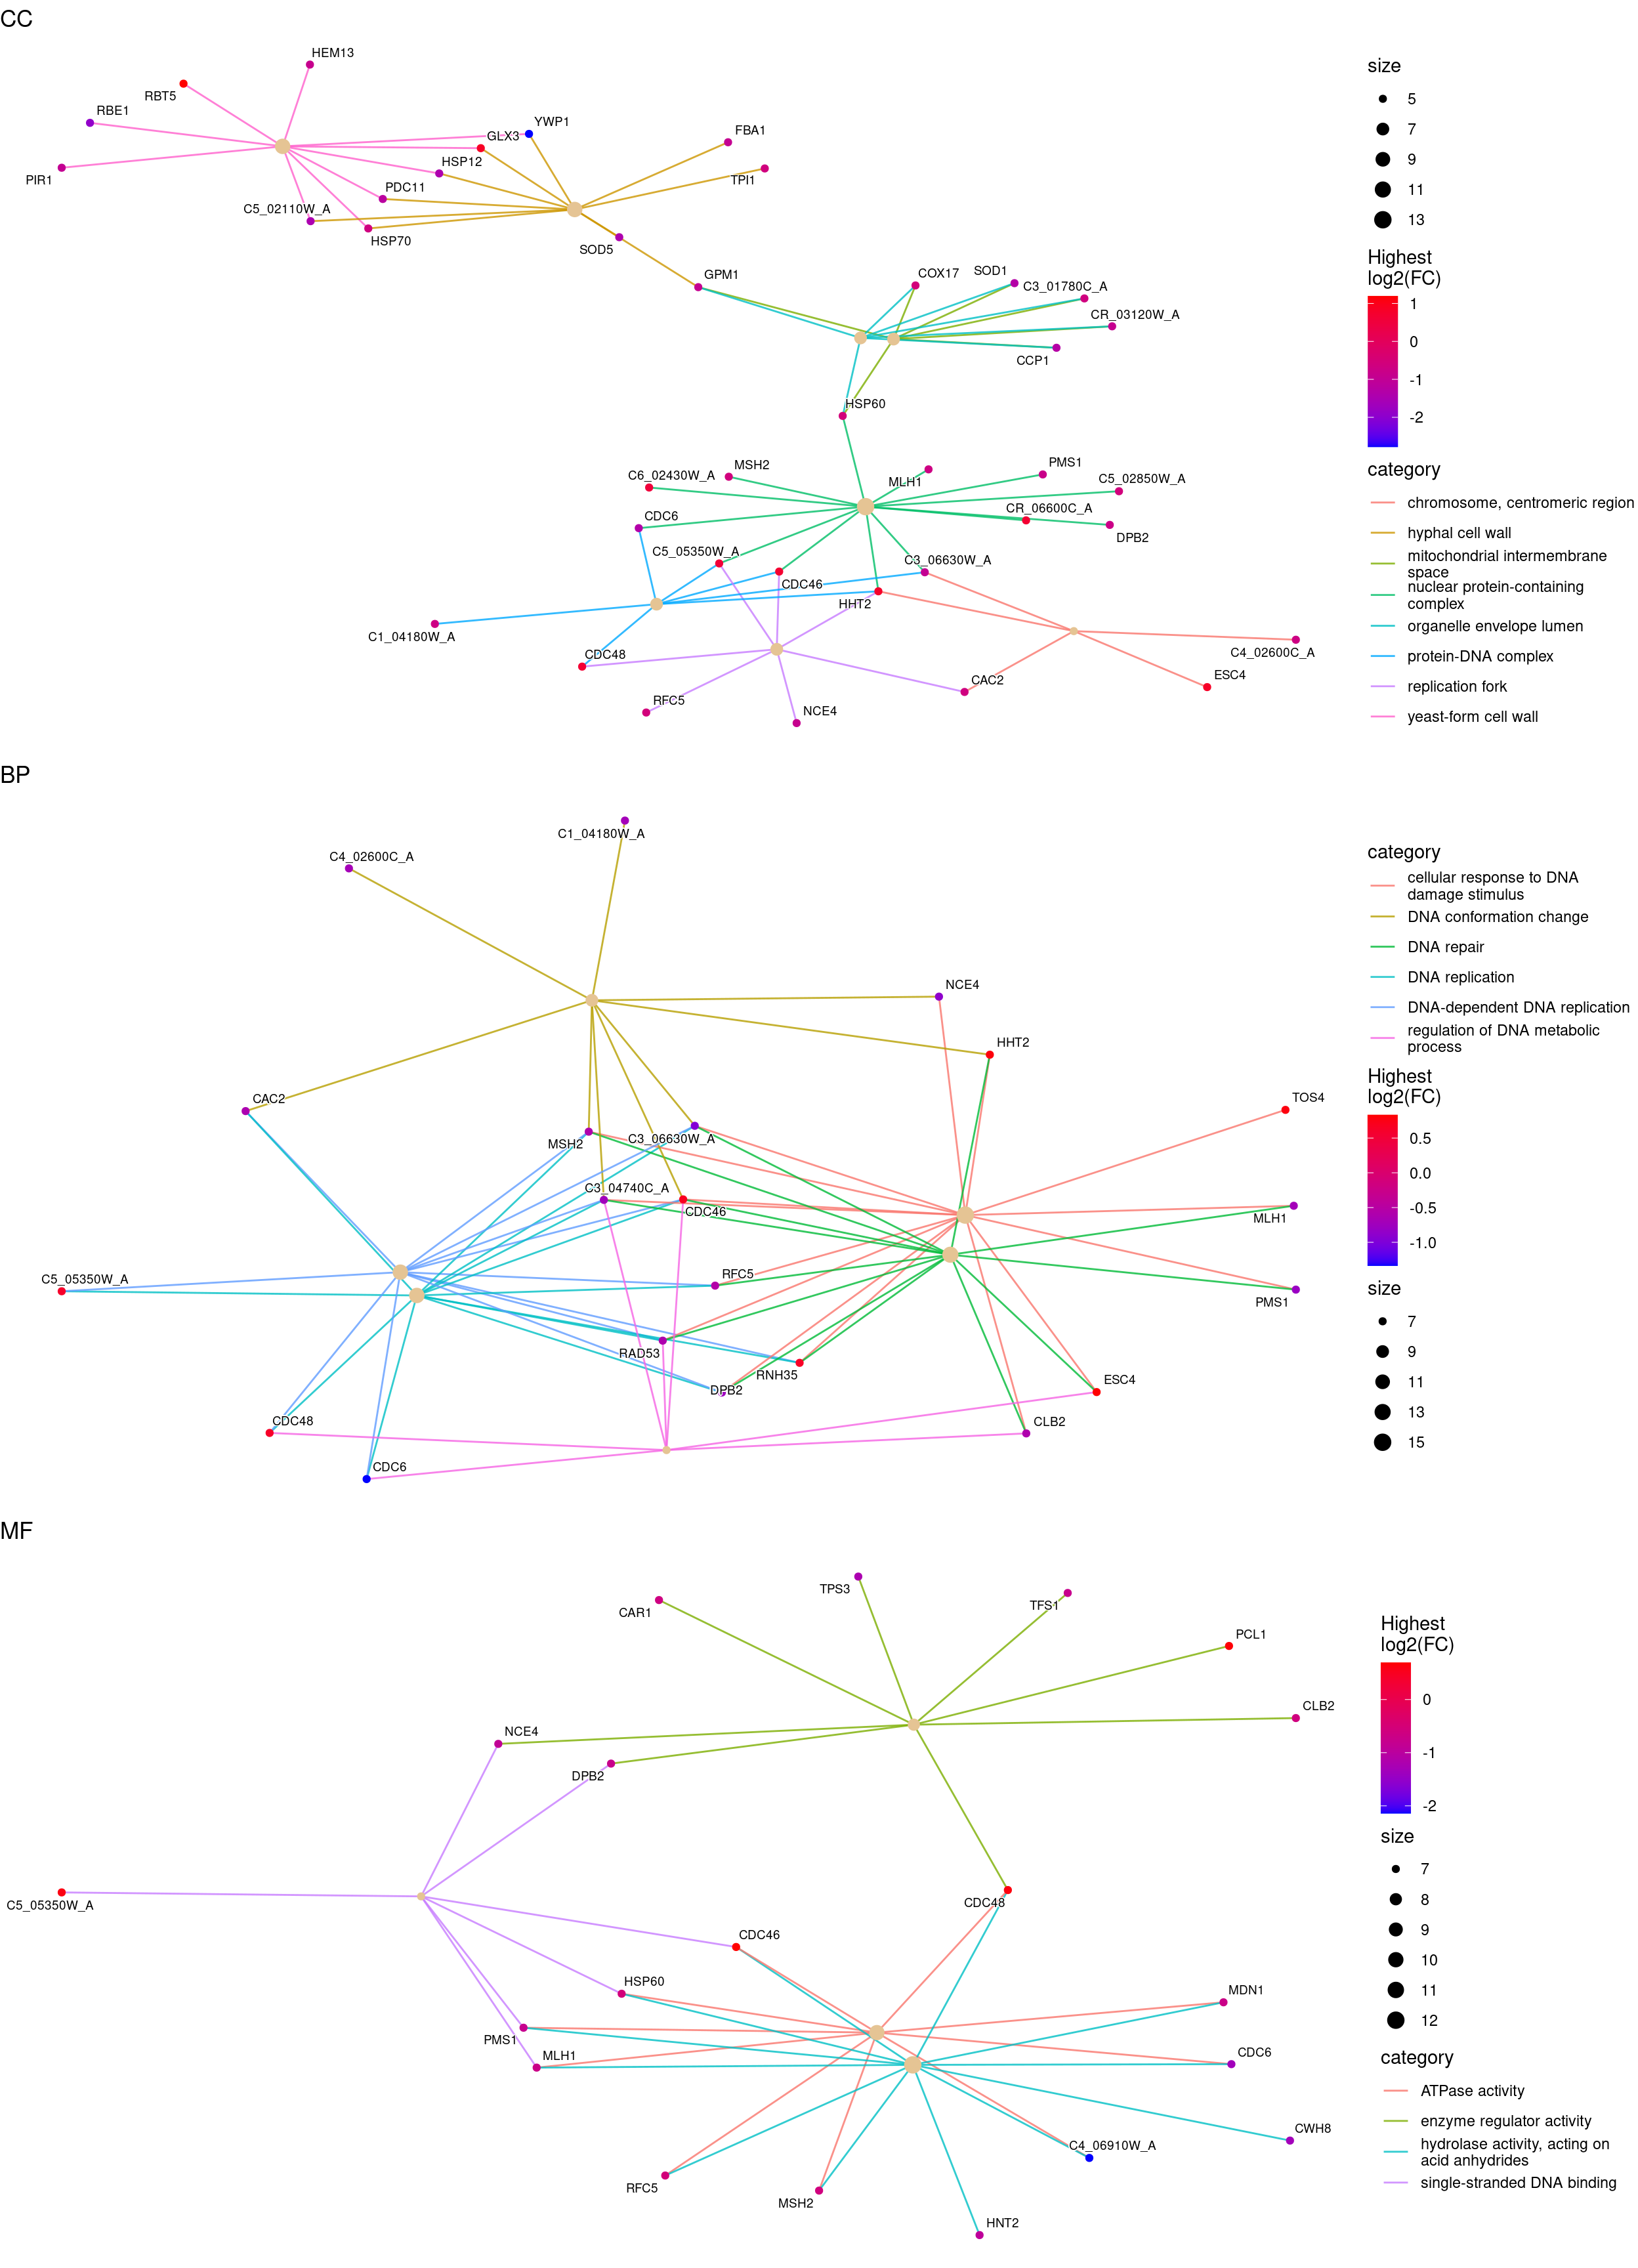 CC
HEM13
RBT5
RBE1
PIR1
YWP1
GLX3
HSP12
PDC11
C5_02110W_A
HSP70
FBA1
TPI1
SOD5
GPM1
COX17
SOD1
C3_01780C_A
CR_03120W_A
CCP1
HSP60
MSH2
C6_02430W_A
MLH1
PMS1
C5_02850W_A
CR_06600C_A
DPB2
CDC6
C5_05350W_A
C3_06630W_A
CDC46
HHT2
C1_04180W_A
CDC48
RFC5
NCE4
CAC2
C4_02600C_A
ESC4
size
5
7
9
11
13
Highest
log2(FC)
1
0
-1
-2
category
chromosome, centromeric region
hyphal cell wall
mitochondrial intermembrane
space
nuclear protein-containing
complex
organelle envelope lumen
protein-DNA complex
replication fork
yeast-form cell wall
BP
C1_04180W_A
C4_02600C_A
NCE4
HHT2
TOS4
CAC2
MSH2
C3_06630W_A
C3_04740C_A
CDC46
MLH1
C5_05350W_A
RFC5
PMS1
RAD53
RNH35
DPB2
ESC4
CDC48
CLB2
CDC6
category
cellular response to DNA
damage stimulus
DNA conformation change
DNA repair
DNA replication
DNA-dependent DNA replication
regulation of DNA metabolic
process
Highest
log2(FC)
0.5
0.0
-0.5
-1.0
size
7
9
11
13
15
MF
TPS3
CAR1
TFS1
PCL1
CLB2
NCE4
DPB2
C5_05350W_A
CDC48
CDC46
HSP60
MDN1
PMS1
MLH1
CDC6
CWH8
C4_06910W_A
RFC5
MSH2
HNT2
Highest
log2(FC)
0
-1
-2
size
7
8
9
10
11
12
category
ATPase activity
enzyme regulator activity
hydrolase activity, acting on
acid anhydrides
single-stranded DNA binding